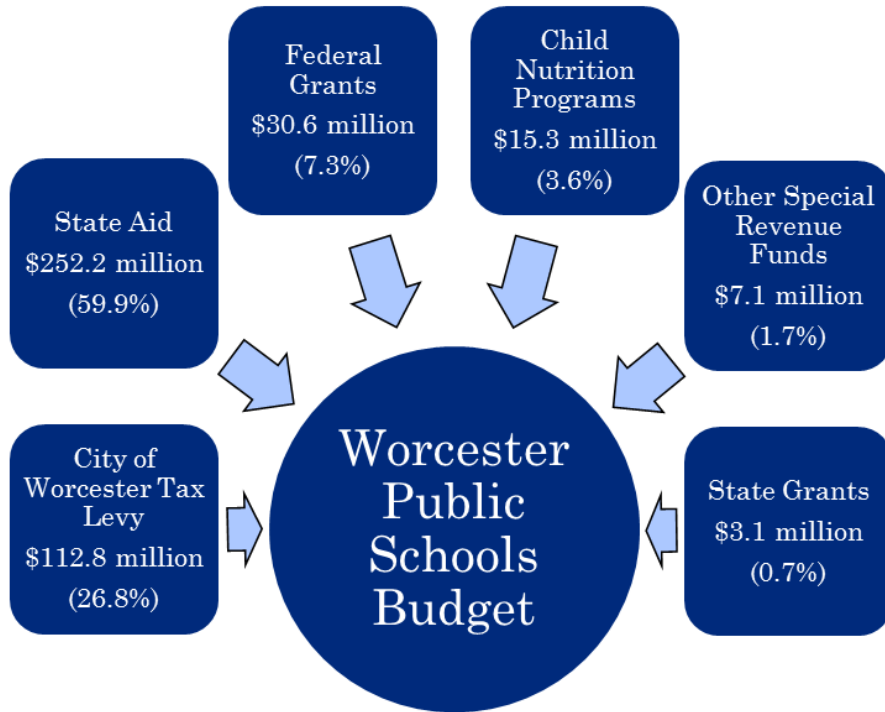 Federal
Grants
$30.6 million
(7.3%)
Child
Nutrition
Programs
$15.3 million
(3.6%)
State Aid
$252.2 million
(59.9%)
Other Special
Revenue
Funds
$7.1 million
(1.7%)
City of
Worcester Tax
Levy
$112.8 million
(26.8%)
Worcester
Public
Schools
Budget
State Grants
$3.1 million
(0.7%)